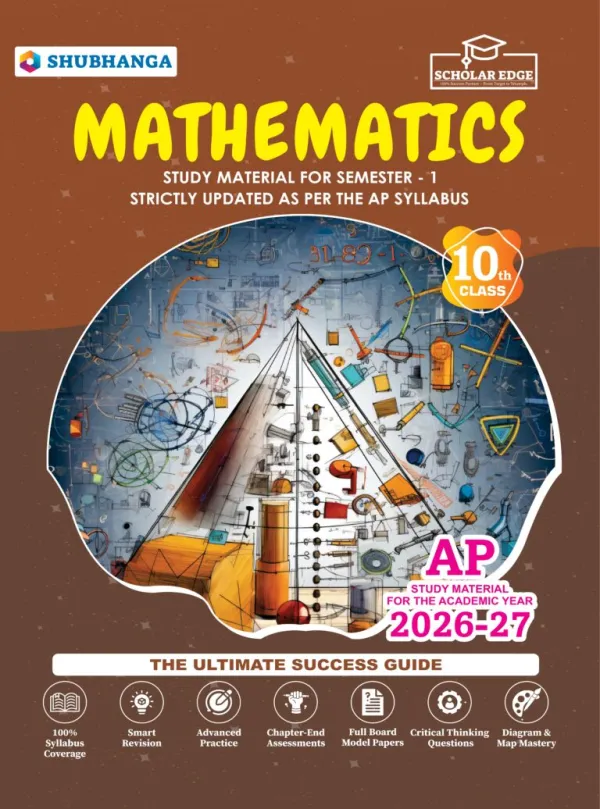 SHUBHANGA
SCHOLAR EDGE
MATHEMATICS
STUDY MATERIAL FOR SEMESTER - 1
STRICTLY UPDATED AS PER THE AP SYLLABUS
10th
CLASS
AP
STUDY MATERIAL
FOR THE ACADEMIC YEAR
2026-27
THE ULTIMATE SUCCESS GUIDE
100%
Syllabus
Coverage
Smart
Revision
Advanced
Practice
Chapter-End
Assessments
Full Board
Model Papers
Critical Thinking
Questions
Diagram &
Map Mastery